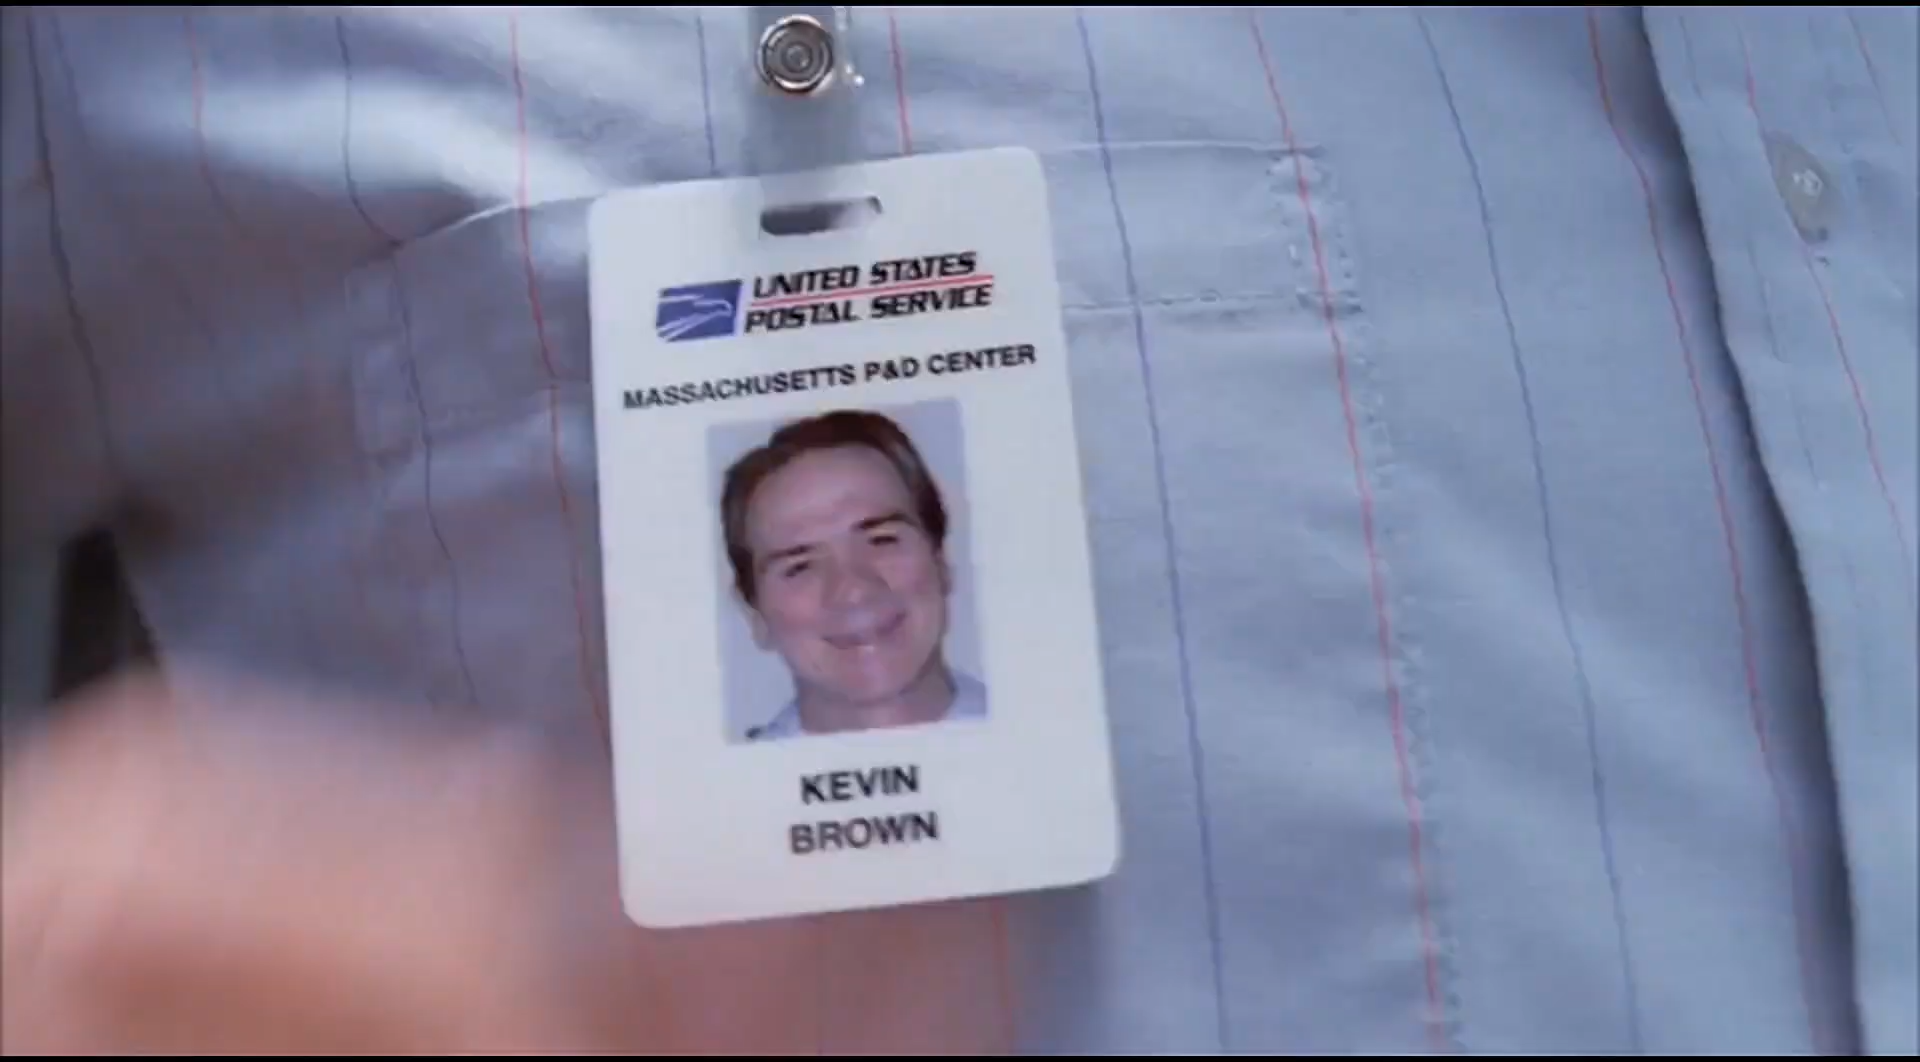 UNITED STATES
POSTAL SERVICE
MASSACHUSETTS P&D CENTER
KEVIN
BROWN